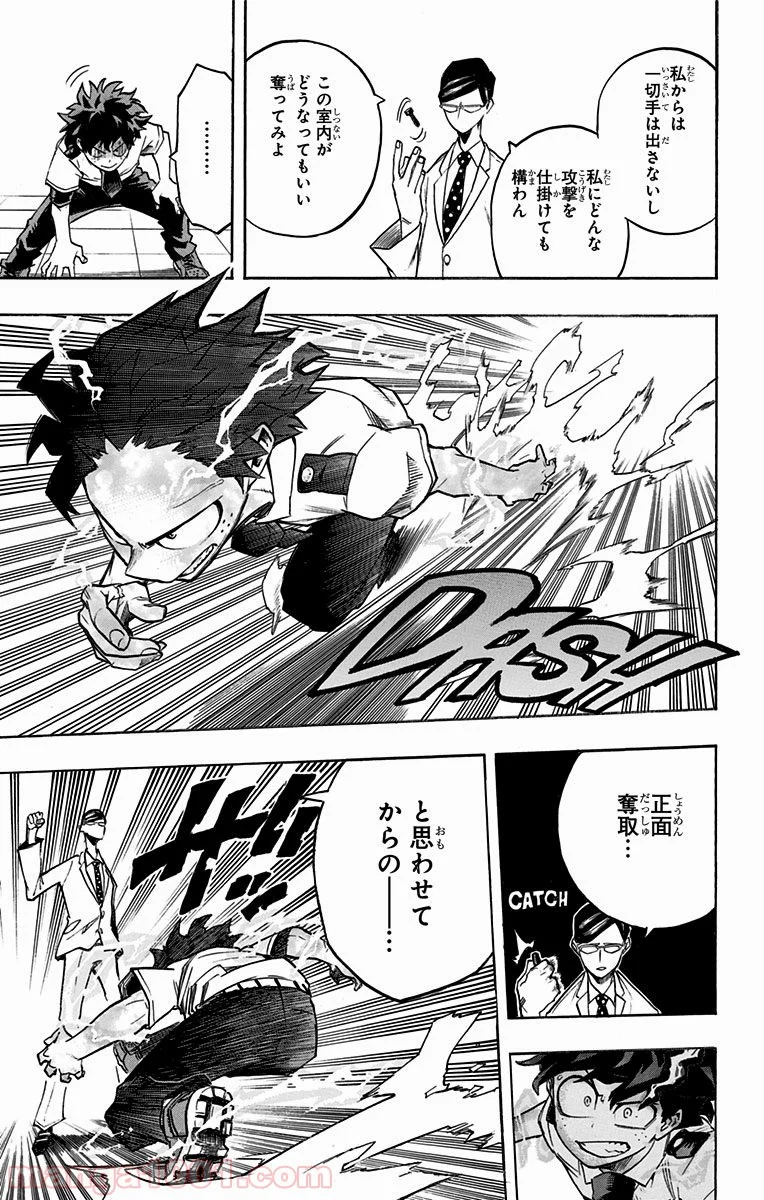 私からは
一切手は出さないし
私にどんな
攻撃を
仕掛けても
構わん
この室内が
どうなってもいい
奪ってみよ
………
DASH
正面
奪取…
CATCH
と思わせて
からの――…